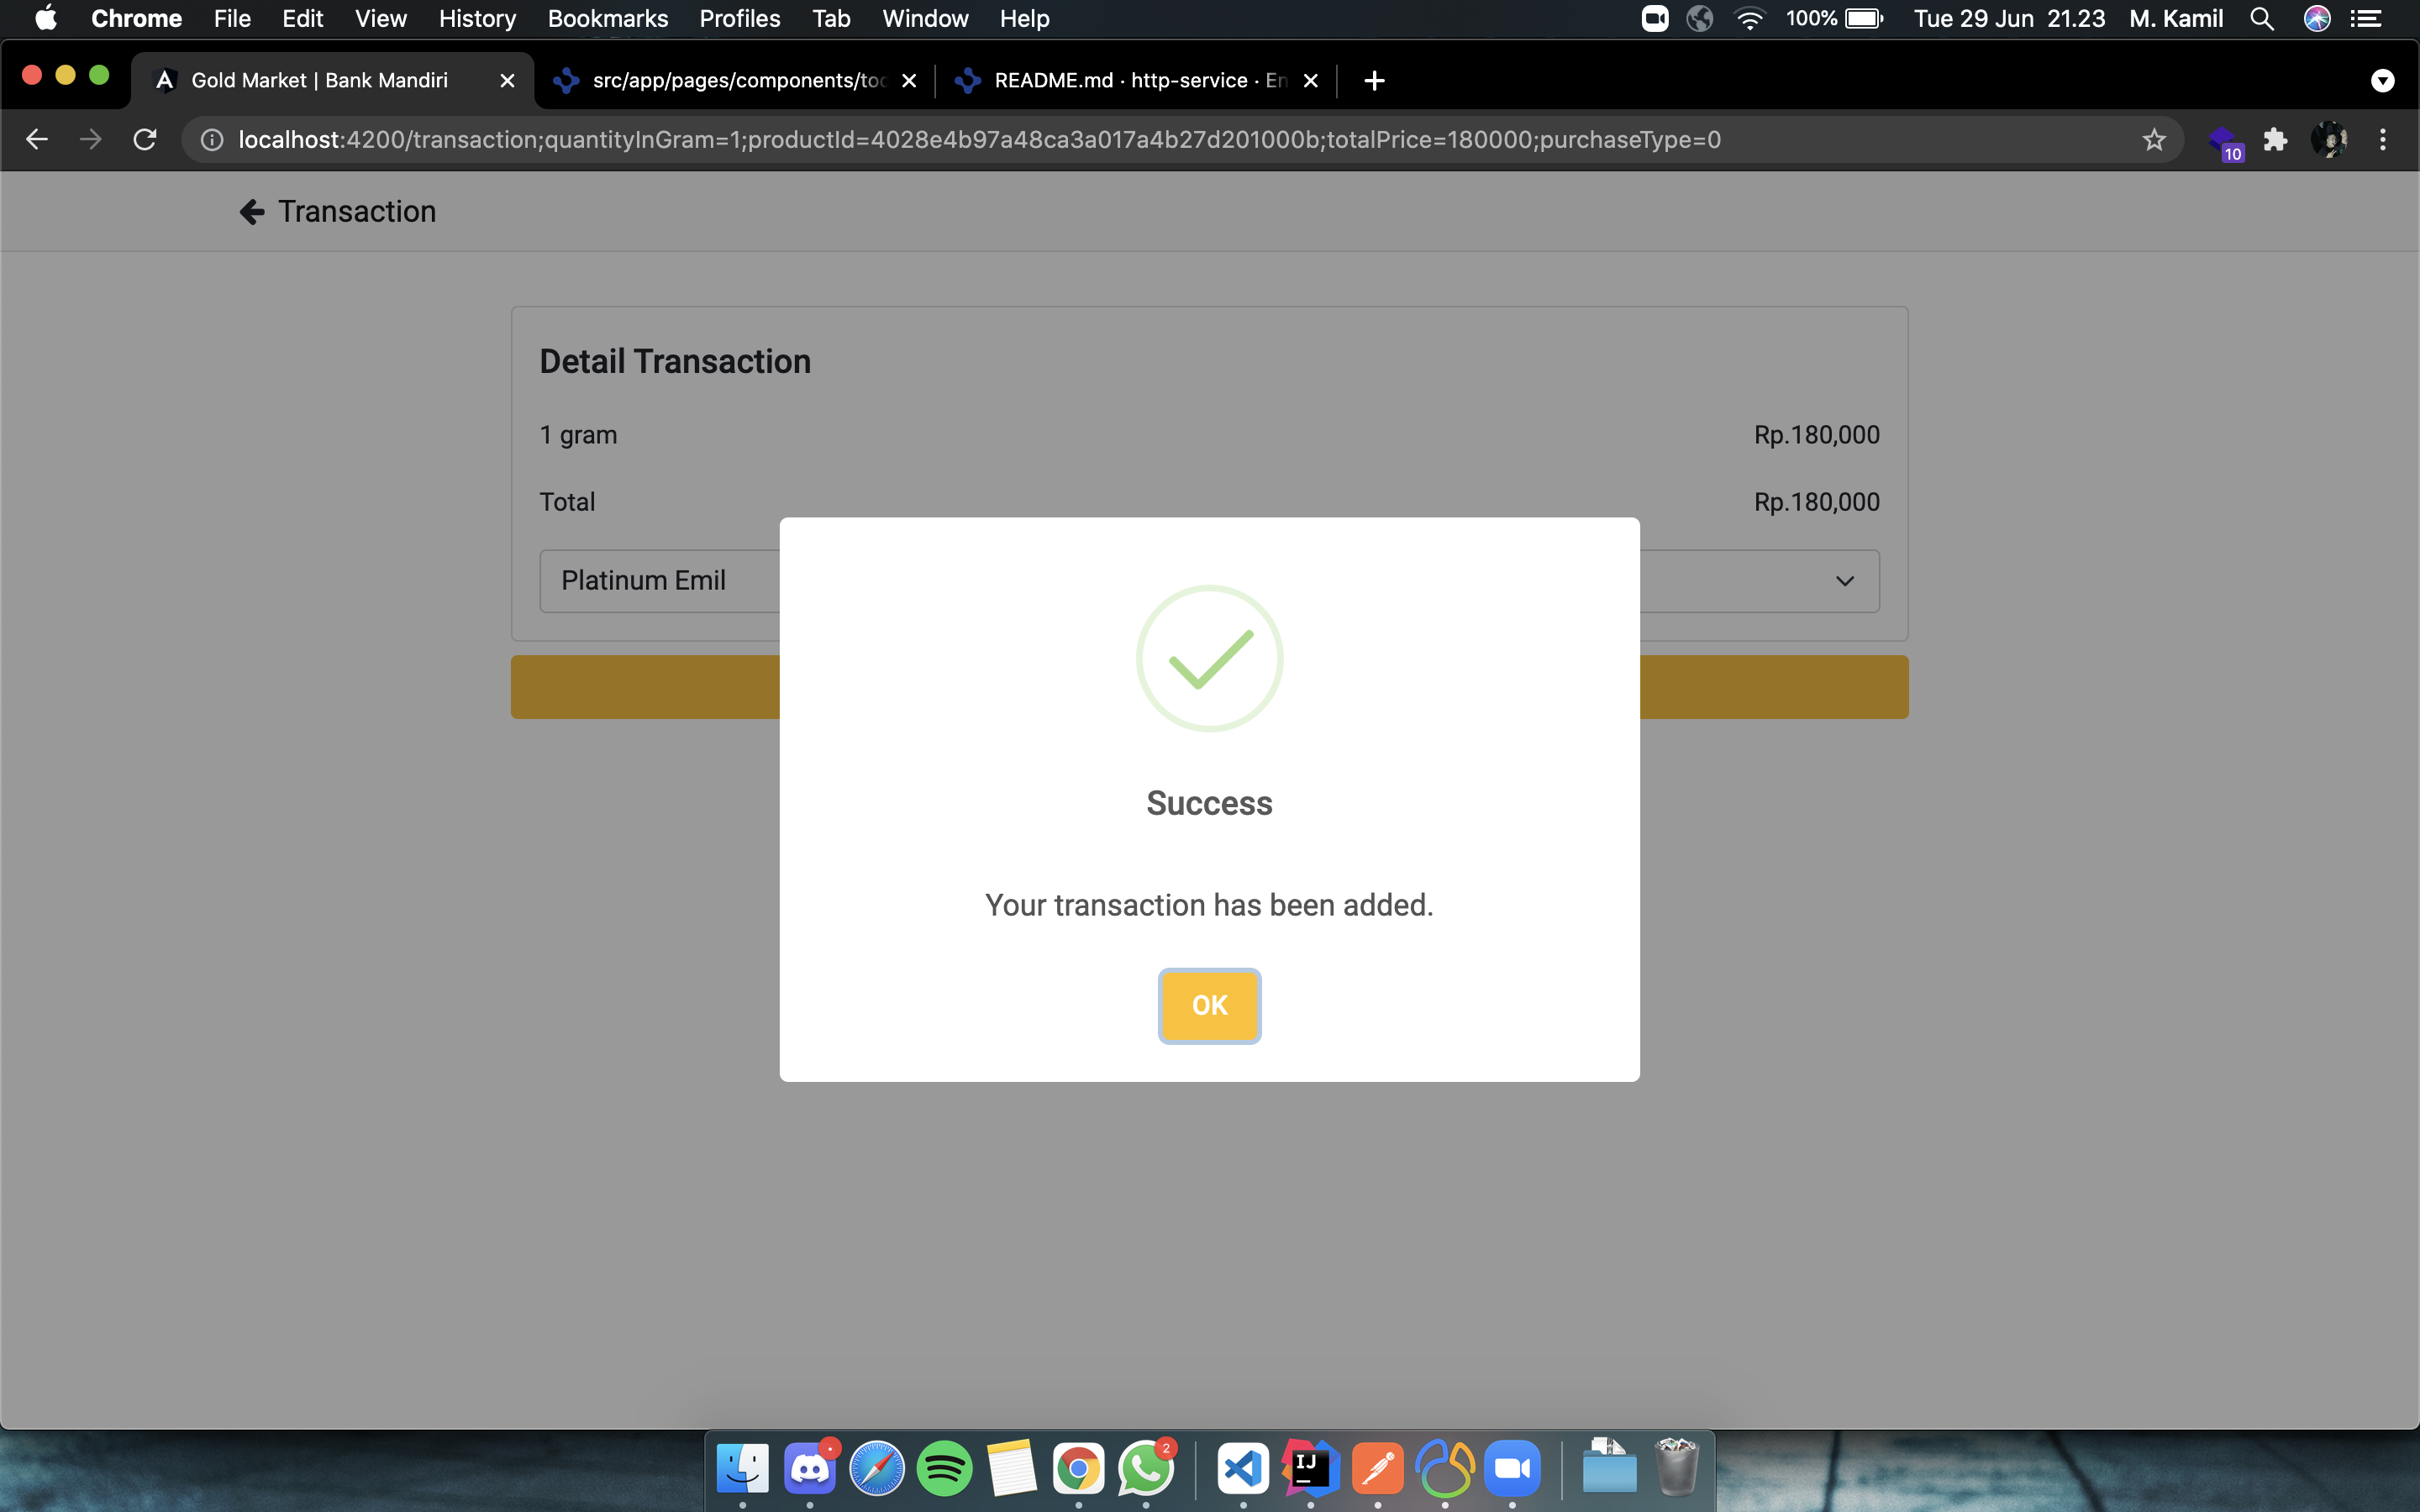 Chrome File Edit View History Bookmarks Profiles Tab Window Help 100% Tue 29 Jun 21.23 M. Kamil
Gold Market | Bank Mandiri src/app/pages/components/too README.md · http-service · En
localhost:4200/transaction;quantityInGram=1;productId=4028e4b97a48ca3a017a4b27d201000b;totalPrice=180000;purchaseType=0 10
Transaction
Detail Transaction
1 gram Rp.180,000
Total Rp.180,000
Platinum Emil
Success
Your transaction has been added.
OK
2
IJ